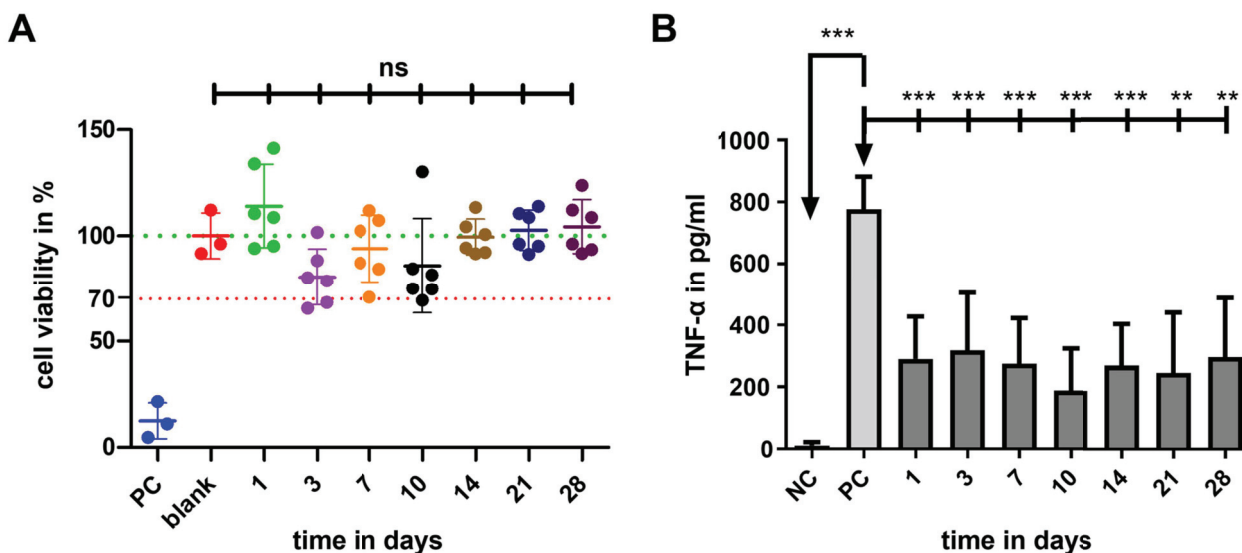 A
ns
cell viability in %
150
100
70
50
0
PC
blank
1
3
7
10
14
21
28
time in days
B
***
*** *** *** *** *** ** **
TNF-α in pg/ml
1000
800
600
400
200
0
NC
PC
1
3
7
10
14
21
28
time in days